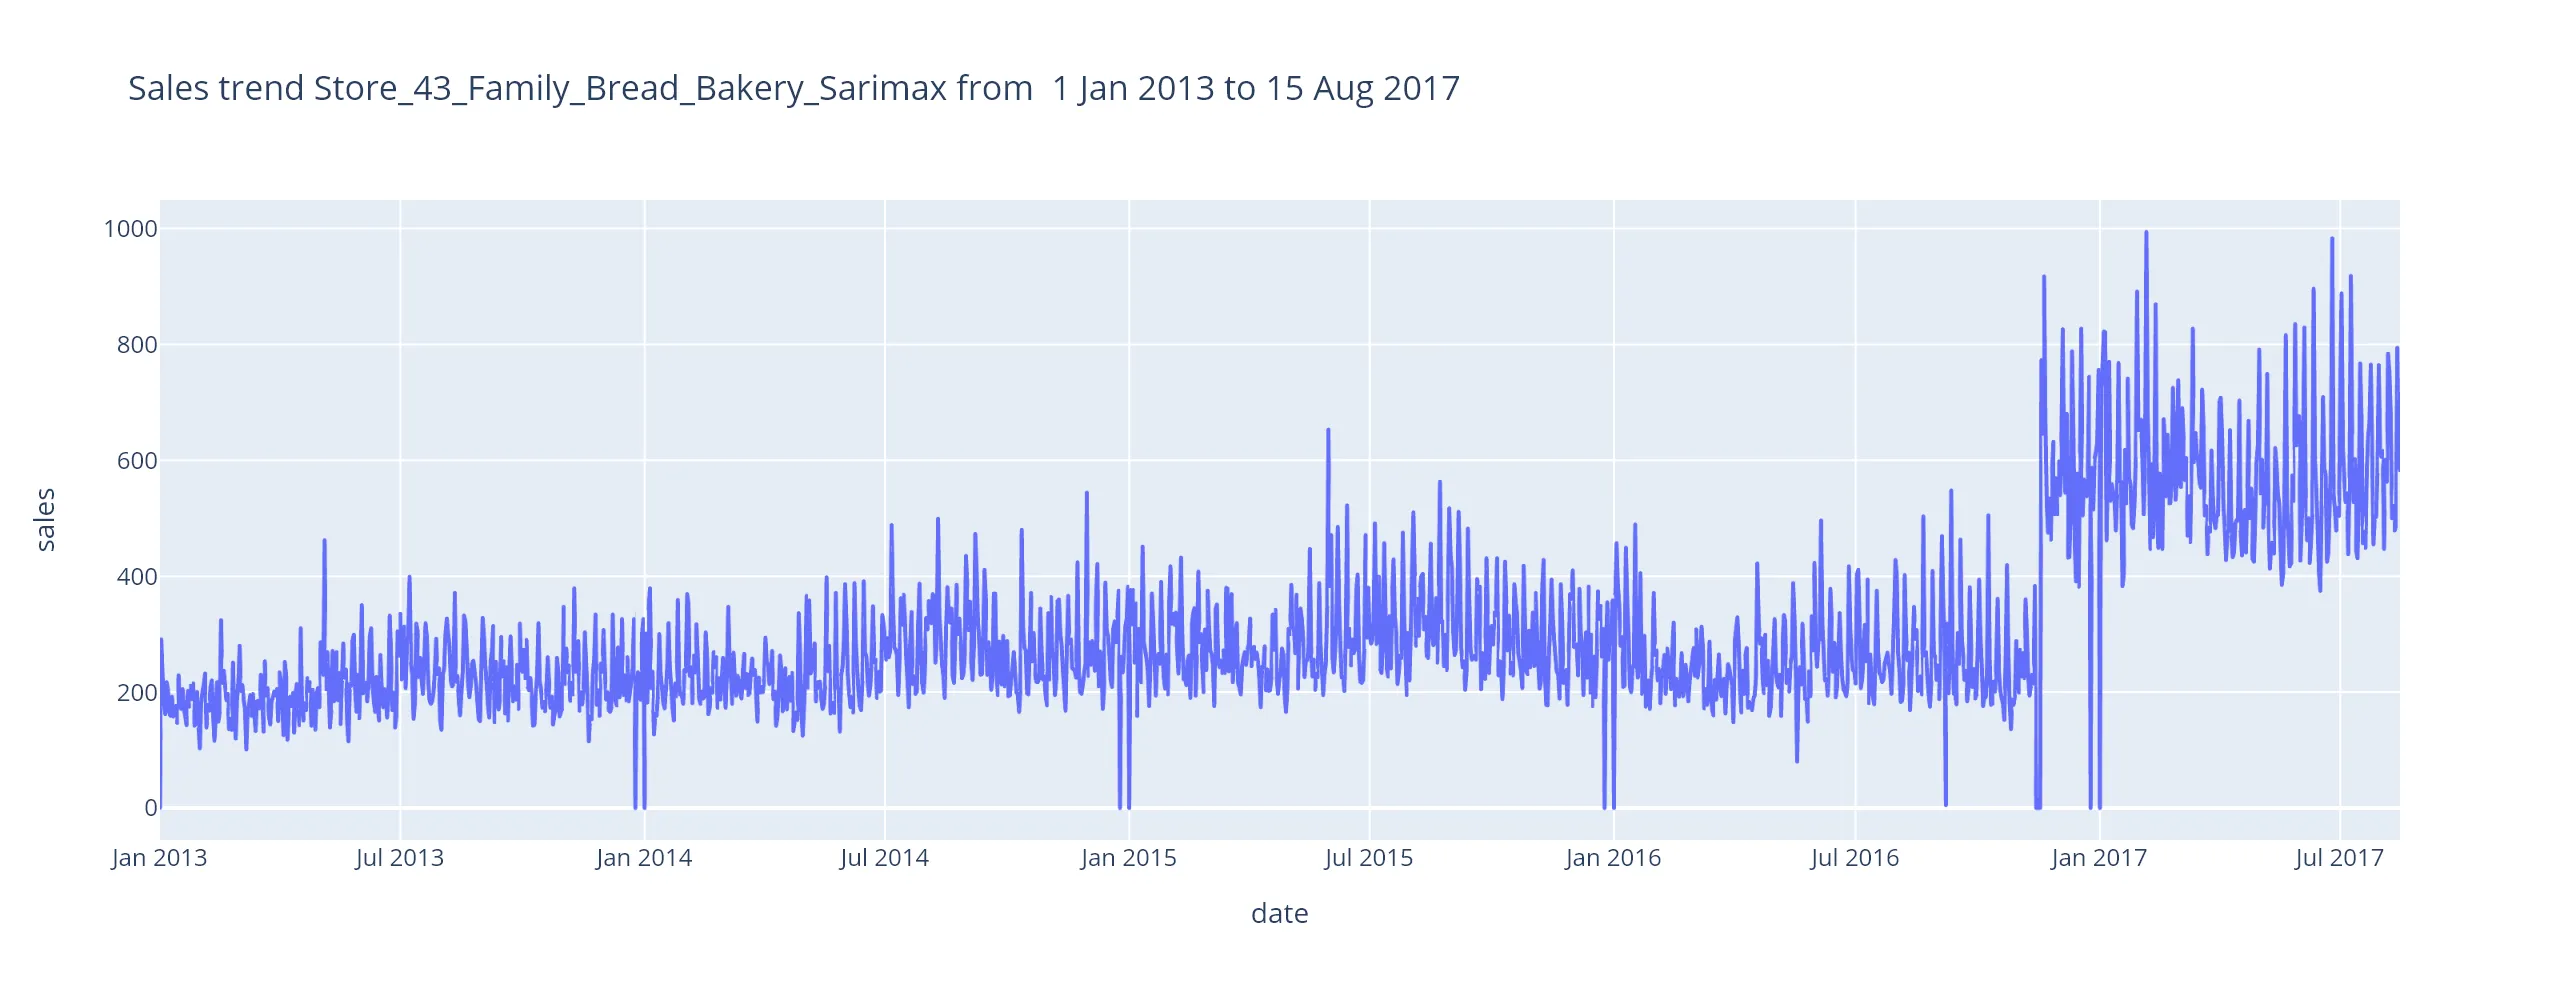 Sales trend Store_43_Family_Bread_Bakery_Sarimax from  1 Jan 2013 to 15 Aug 2017
1000
800
600
400
200
0
sales
Jan 2013 Jul 2013 Jan 2014 Jul 2014 Jan 2015 Jul 2015 Jan 2016 Jul 2016 Jan 2017 Jul 2017
date